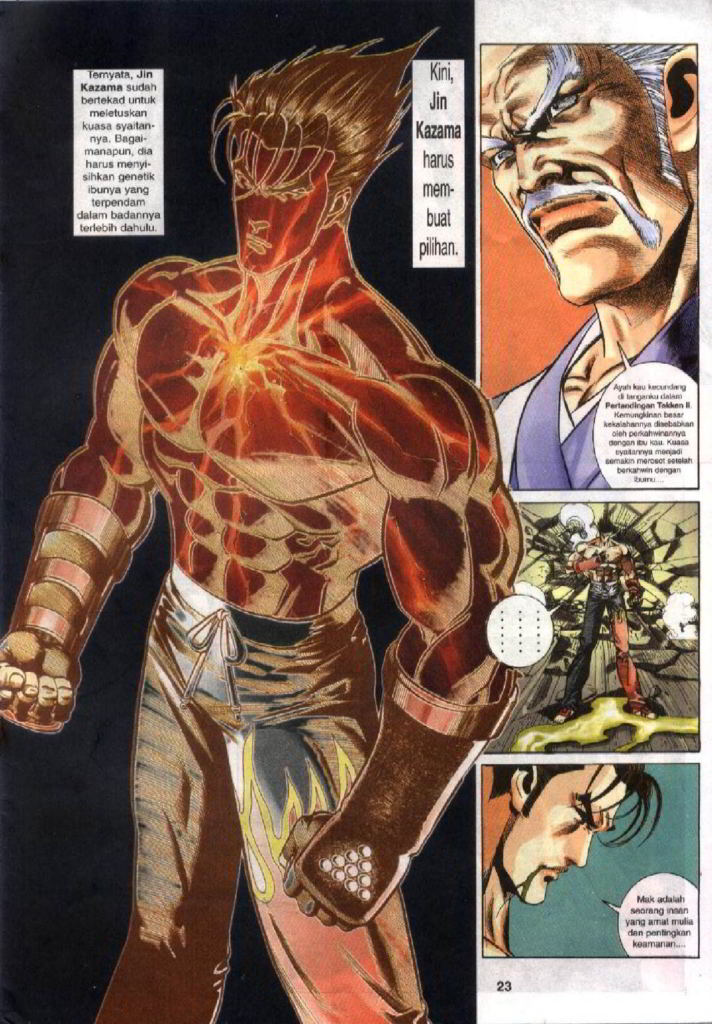 Ternyata, Jin
Kazama sudah
bertekad untuk
meletuskan
kuasa syaitan-
nya. Bagai-
manapun, dia
harus menyi-
sihkan genetik
ibunya yang
terpendam
dalam badannya
terlebih dahulu.
Kini,
Jin
Kazama
harus
mem-
buat
pilihan.
Ayah kau kecundang
di tanganku dalam
Pertandingan Tekken II.
Kemungkinan besar
kekalahannya disebabkan
oleh perkahwinannya
dengan ibu kau. Kuasa
syaitannya menjadi
semakin merosot setelah
berkahwin dengan
ibumu....
Mak adalah
seorang insan
yang amat mulia
dan pentingkan
keamanan....
23